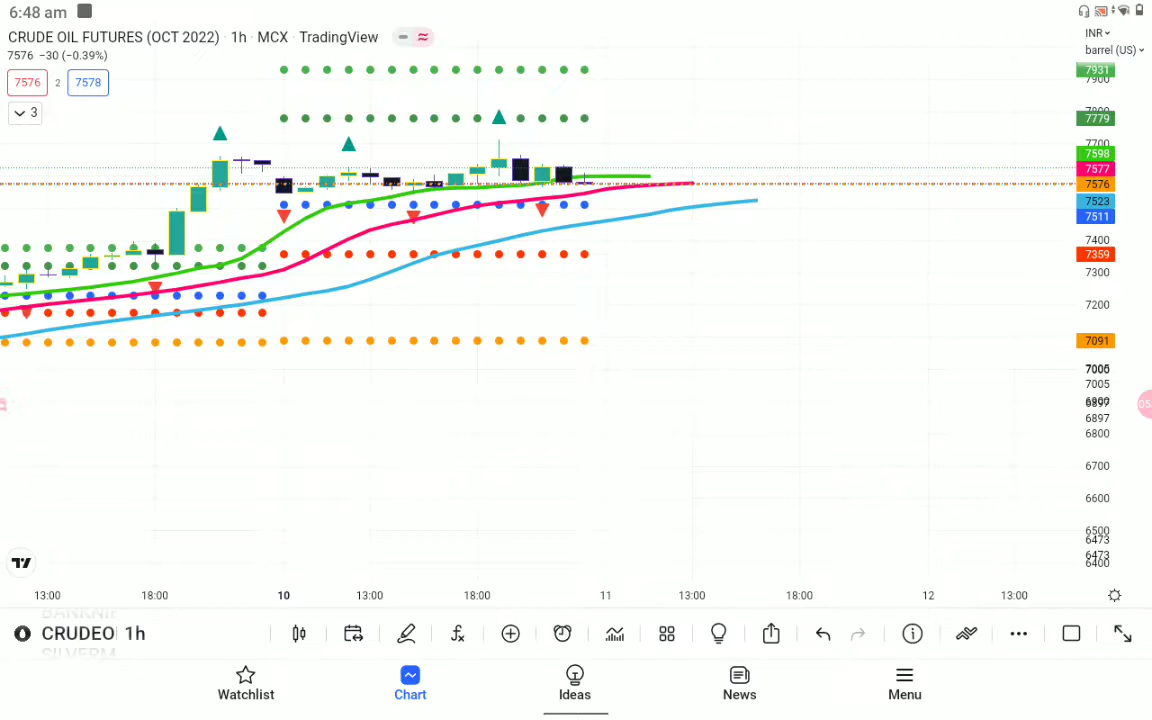 6:48 am
CRUDE OIL FUTURES (OCT 2022) · 1h · MCX · TradingView
7576 −30 (−0.39%)
7576 2 7578
3
INR
barrel (US)
7931
7900
7779
7700
7598
7577
7576
7523
7511
7400
7359
7300
7200
7091
7005
6897
6800
6700
6600
6500
6473
6473
6400
13:00 18:00 10 13:00 18:00 11 13:00 18:00 12 13:00
CRUDEO 1h
SILVERM
Watchlist Chart Ideas News Menu